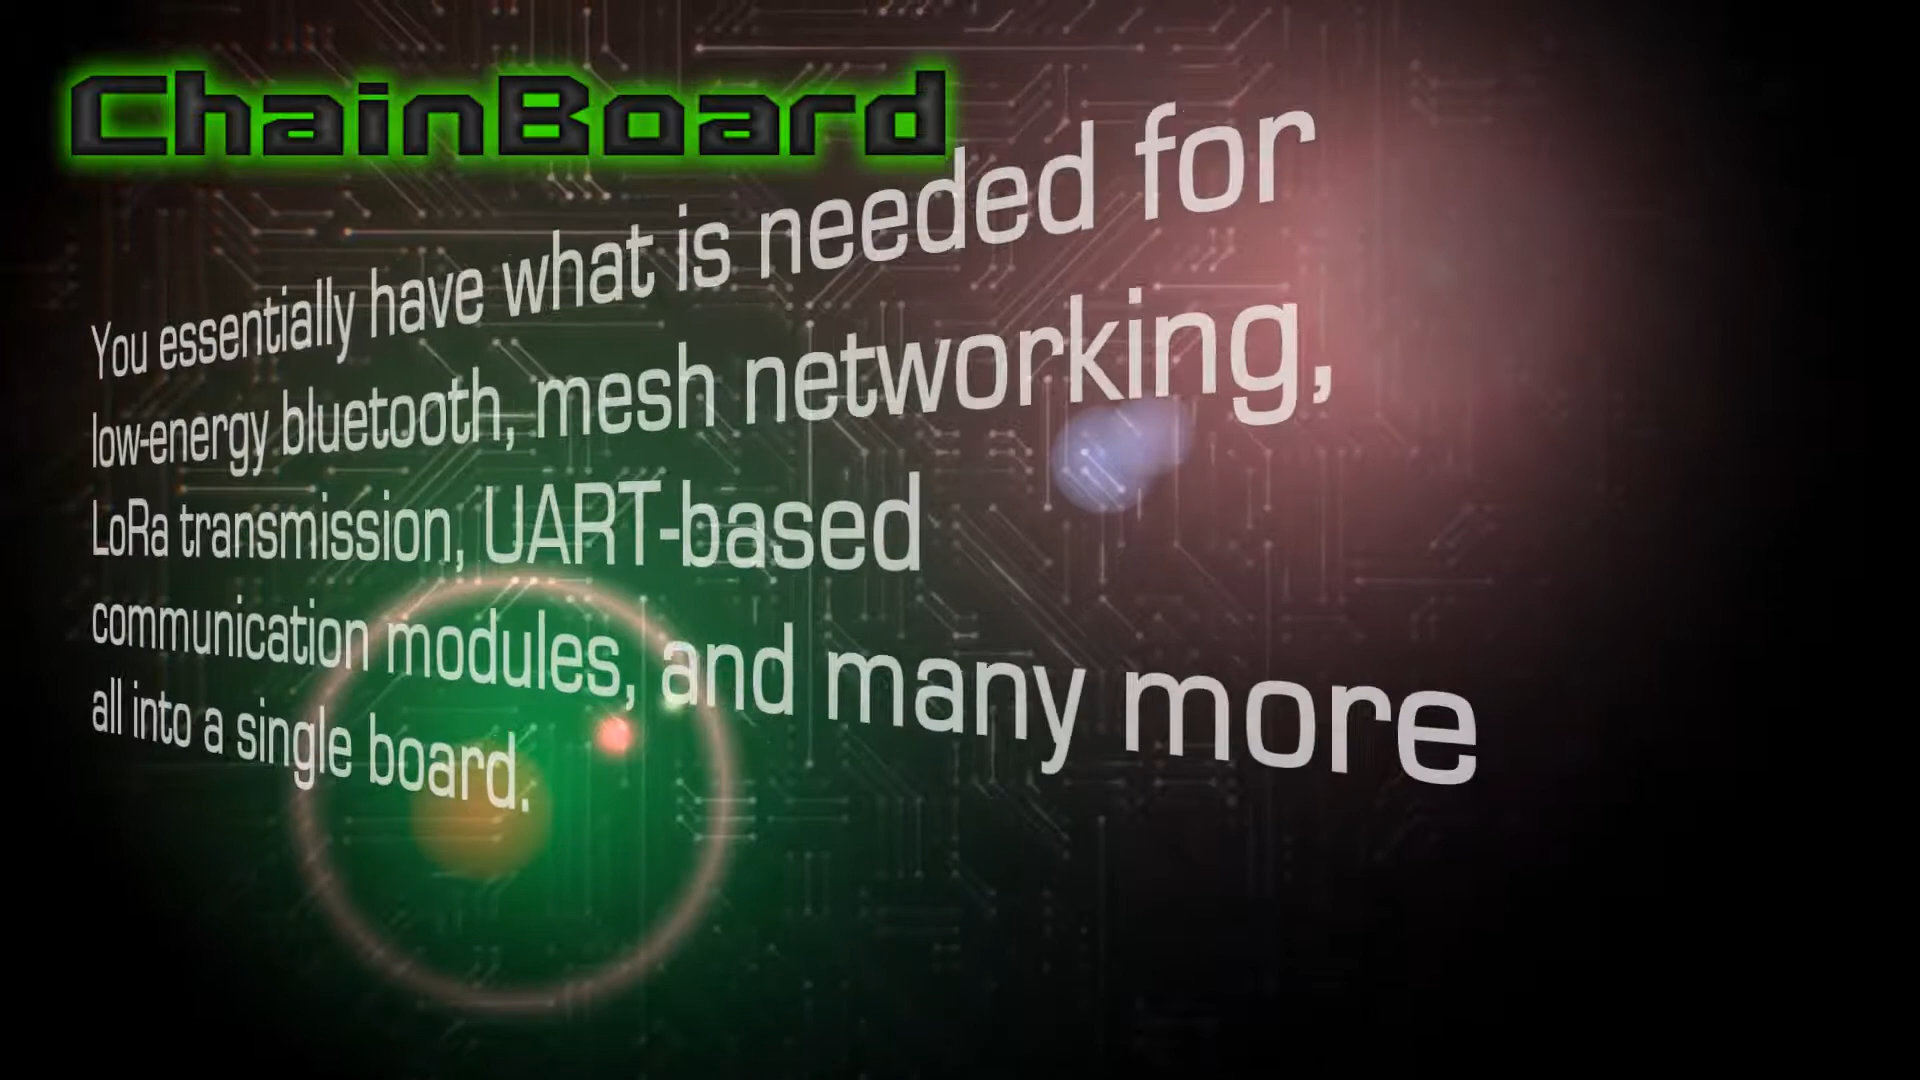 ChainBoard
You essentially have what is needed for
low-energy bluetooth, mesh networking,
LoRa transmission, UART-based
communication modules, and many more
all into a single board.